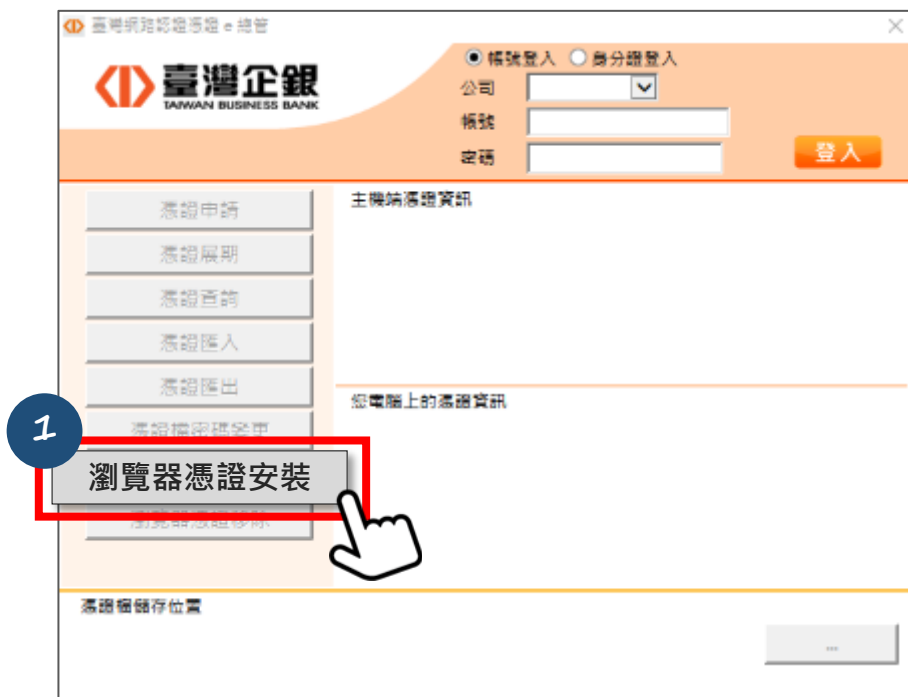 臺灣網路認證憑證 e 總管
臺灣企銀
TAIWAN BUSINESS BANK
帳號登入 身分證登入
公司
帳號
密碼
登入
憑證申請
主機端憑證資訊
憑證展期
憑證查詢
憑證匯入
憑證匯出
您電腦上的憑證資訊
憑證檔密碼變更
1
瀏覽器憑證安裝
瀏覽器憑證移除
憑證檔儲存位置
...